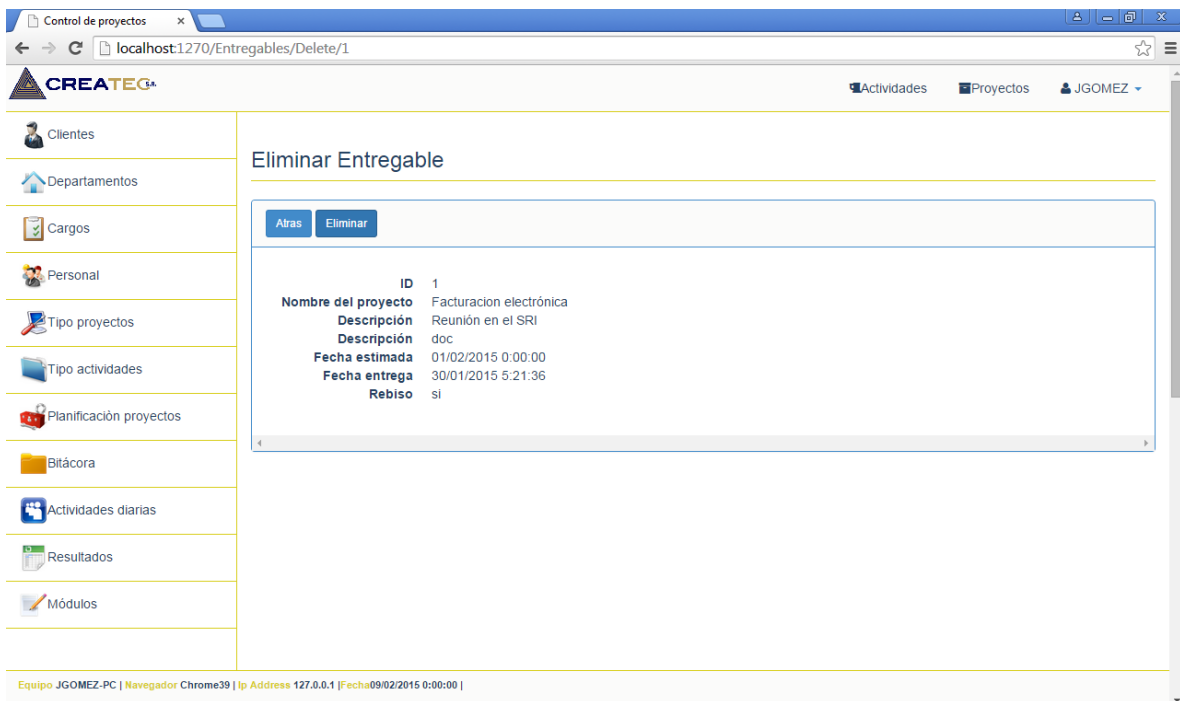 Control de proyectos
localhost:1270/Entregables/Delete/1
CREATEC S.A.
Actividades
Proyectos
JGOMEZ
Clientes
Departamentos
Cargos
Personal
Tipo proyectos
Tipo actividades
Planificaciòn proyectos
Bitácora
Actividades diarias
Resultados
Módulos
Eliminar Entregable
Atras
Eliminar
ID 1
Nombre del proyecto Facturacion electrónica
Descripción Reunión en el SRI
Descripción doc
Fecha estimada 01/02/2015 0:00:00
Fecha entrega 30/01/2015 5:21:36
Rebiso si
Equipo JGOMEZ-PC | Navegador Chrome39 | Ip Address 127.0.0.1 |Fecha09/02/2015 0:00:00 |